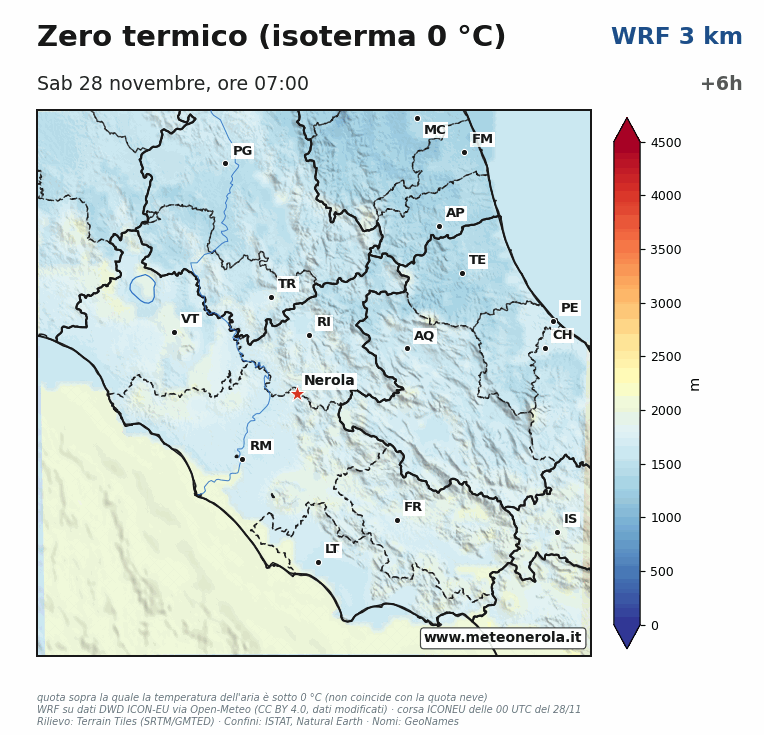 Zero termico (isoterma 0 °C)
WRF 3 km
Sab 28 novembre, ore 07:00
+6h
MC
FM
PG
AP
TE
TR
PE
VT
RI
AQ
CH
Nerola
RM
FR
IS
LT
www.meteonerola.it
4500
4000
3500
3000
2500
2000
1500
1000
500
0
m
quota sopra la quale la temperatura dell'aria è sotto 0 °C (non coincide con la quota neve)
WRF su dati DWD ICON-EU via Open-Meteo (CC BY 4.0, dati modificati) · corsa ICONEU delle 00 UTC del 28/11
Rilievo: Terrain Tiles (SRTM/GMTED) · Confini: ISTAT, Natural Earth · Nomi: GeoNames